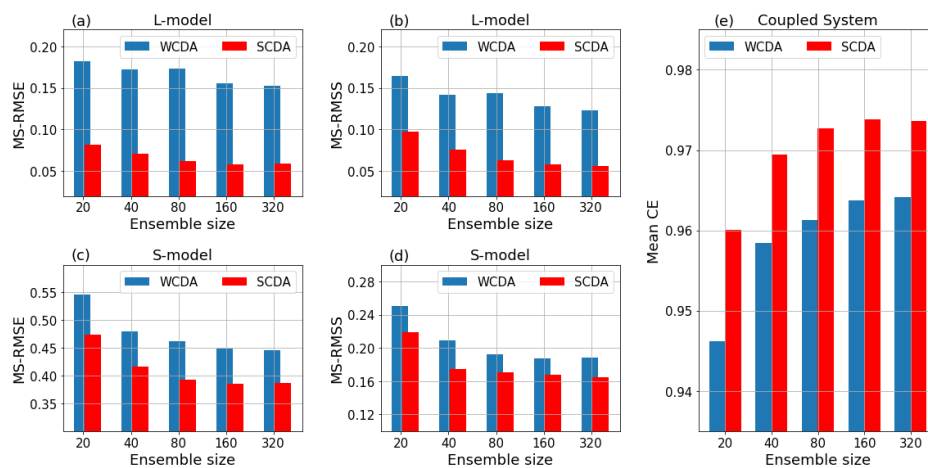 (a) L-model
WCDA SCDA
MS-RMSE
0.20
0.15
0.10
0.05
20 40 80 160 320
Ensemble size
(b) L-model
WCDA SCDA
MS-RMSS
0.20
0.15
0.10
0.05
20 40 80 160 320
Ensemble size
(c) S-model
WCDA SCDA
MS-RMSE
0.55
0.50
0.45
0.40
0.35
20 40 80 160 320
Ensemble size
(d) S-model
WCDA SCDA
MS-RMSS
0.28
0.24
0.20
0.16
0.12
20 40 80 160 320
Ensemble size
(e) Coupled System
WCDA SCDA
Mean CE
0.98
0.97
0.96
0.95
0.94
20 40 80 160 320
Ensemble size